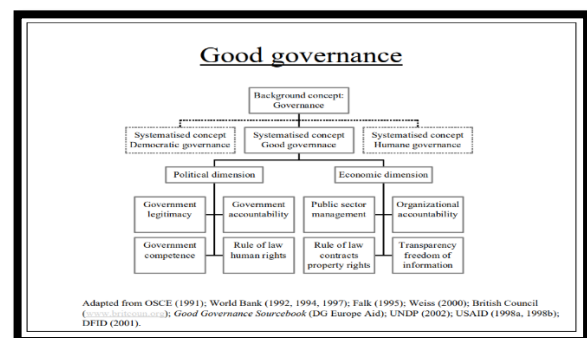 Good governance
Background concept:
Governance
Systematised concept
Democratic governance
Systematised concept
Good governnace
Systematised concept
Humane governance
Political dimension
Economic dimension
Government
legitimacy
Government
accountability
Public sector
management
Organizational
accountability
Government
competence
Rule of law
human rights
Rule of law
contracts
property rights
Transparency
freedom of
information
Adapted from OSCE (1991); World Bank (1992, 1994, 1997); Falk (1995); Weiss (2000); British Council
(www.britcoun.org); Good Governance Sourcebook (DG Europe Aid); UNDP (2002); USAID (1998a, 1998b);
DFID (2001).